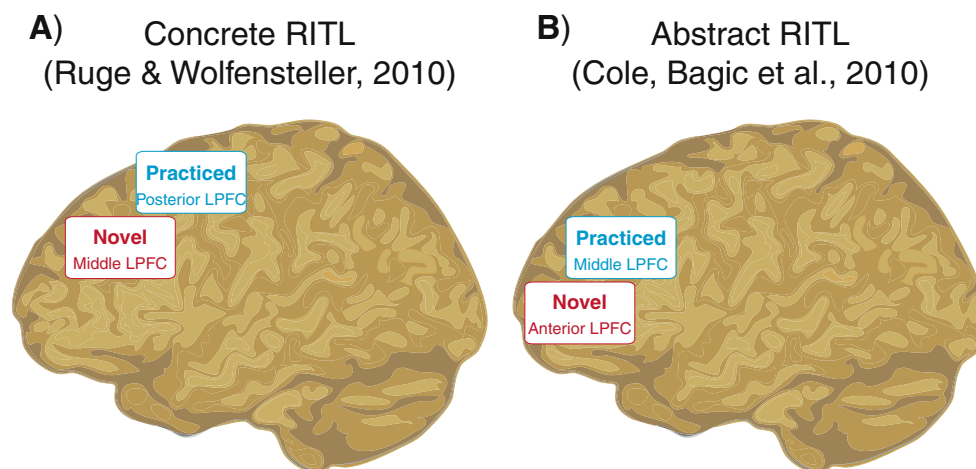 A) Concrete RITL
(Ruge & Wolfensteller, 2010)
Practiced
Posterior LPFC
Novel
Middle LPFC
B) Abstract RITL
(Cole, Bagic et al., 2010)
Practiced
Middle LPFC
Novel
Anterior LPFC